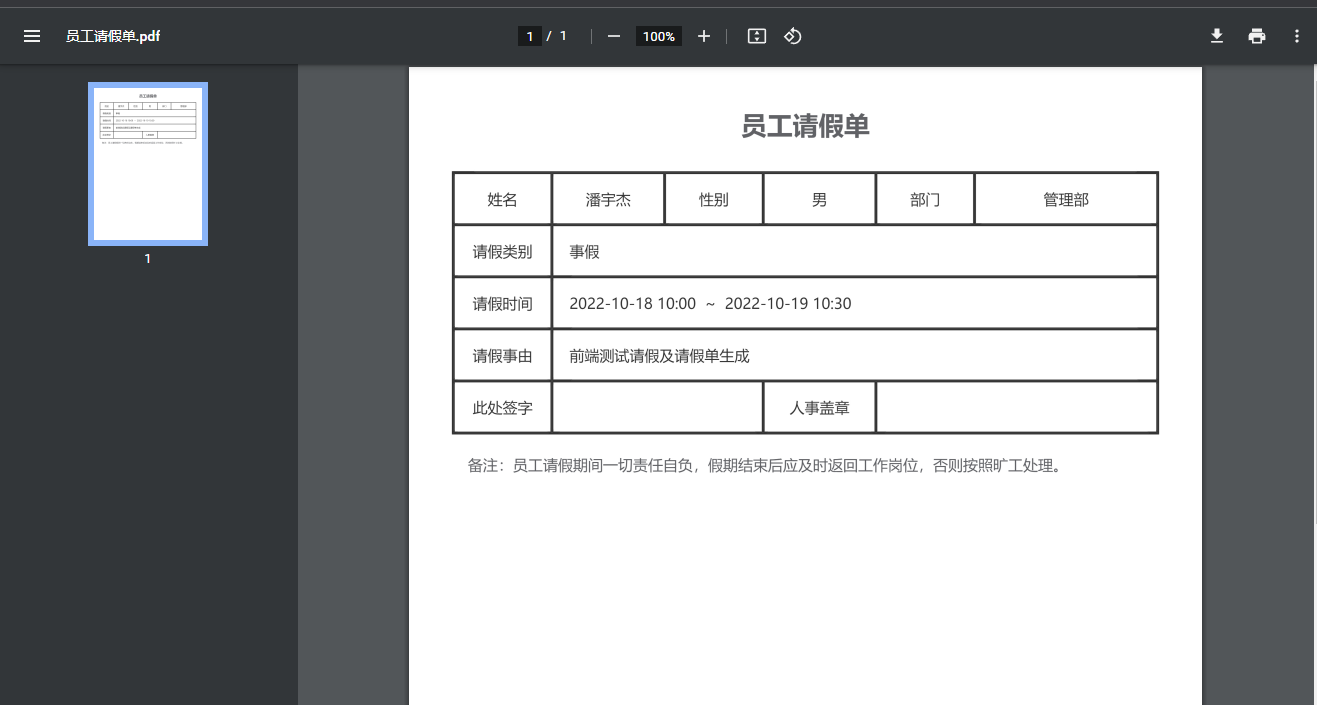 员工请假单.pdf
1 / 1
100%
1
员工请假单
姓名 潘宇杰 性别 男 部门 管理部
请假类别 事假
请假时间 2022-10-18 10:00 ~ 2022-10-19 10:30
请假事由 前端测试请假及请假单生成
此处签字 人事盖章
备注：员工请假期间一切责任自负，假期结束后应及时返回工作岗位，否则按照旷工处理。